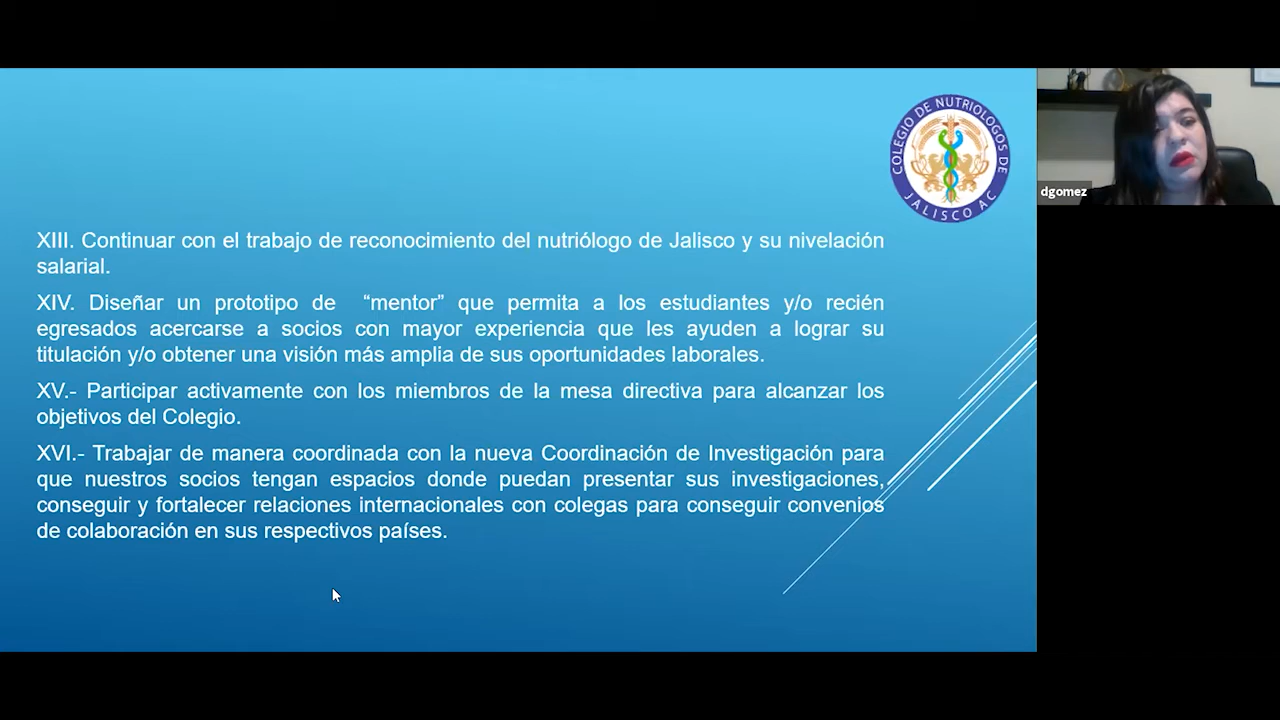 COLEGIO DE NUTRIOLOGOS DE
JALISCO AC
dgomez
XIII. Continuar con el trabajo de reconocimiento del nutriólogo de Jalisco y su nivelación
salarial.
XIV. Diseñar un prototipo de “mentor” que permita a los estudiantes y/o recién
egresados acercarse a socios con mayor experiencia que les ayuden a lograr su
titulación y/o obtener una visión más amplia de sus oportunidades laborales.
XV.- Participar activamente con los miembros de la mesa directiva para alcanzar los
objetivos del Colegio.
XVI.- Trabajar de manera coordinada con la nueva Coordinación de Investigación para
que nuestros socios tengan espacios donde puedan presentar sus investigaciones,
conseguir y fortalecer relaciones internacionales con colegas para conseguir convenios
de colaboración en sus respectivos países.